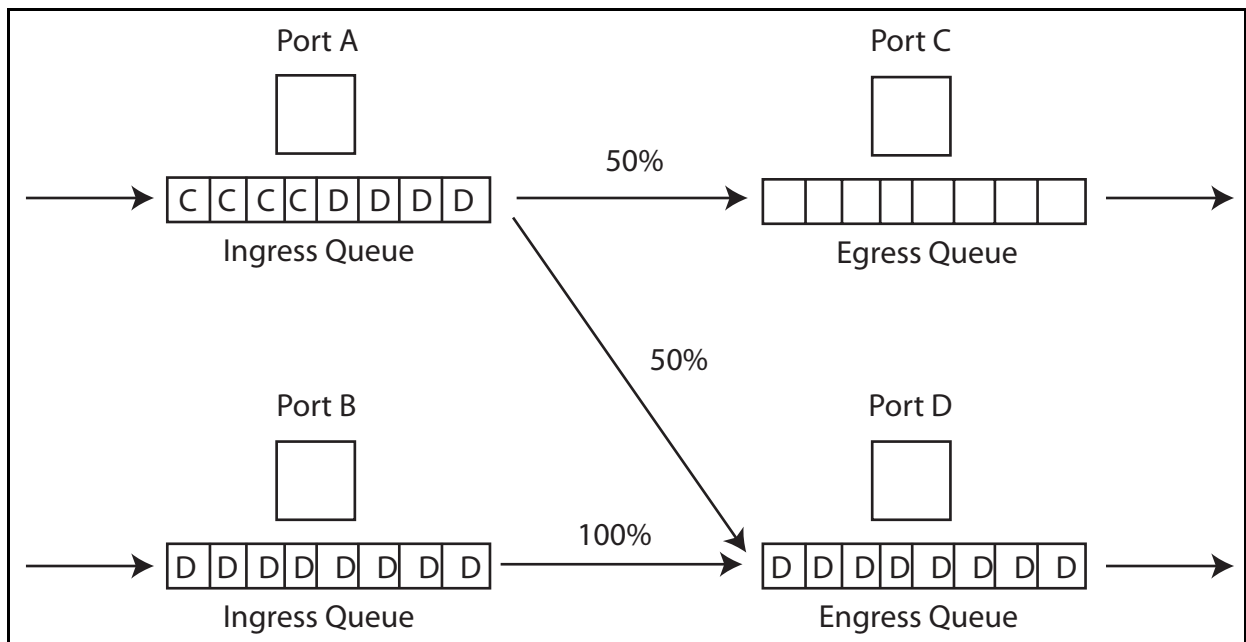 Port A
Port C
50%
C C C C D D D D
Ingress Queue
Egress Queue
50%
Port B
Port D
100%
D D D D D D D D
D D D D D D D D
Ingress Queue
Engress Queue